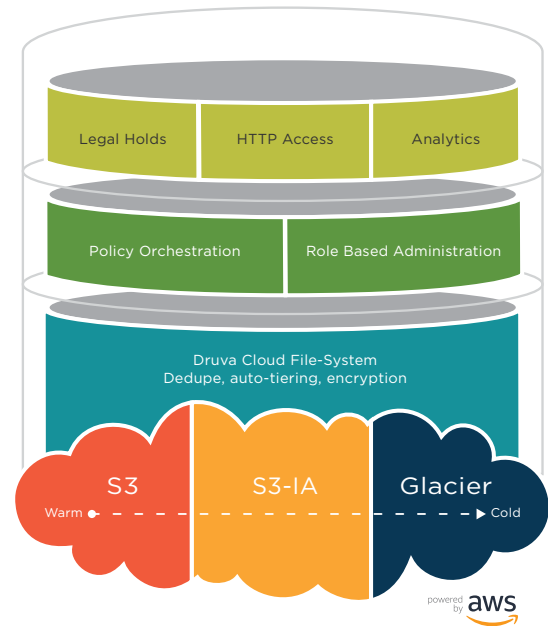 Legal Holds
HTTP Access
Analytics
Policy Orchestration
Role Based Administration
Druva Cloud File-System
Dedupe, auto-tiering, encryption
S3
S3-IA
Glacier
Warm
Cold
powered
by
aws